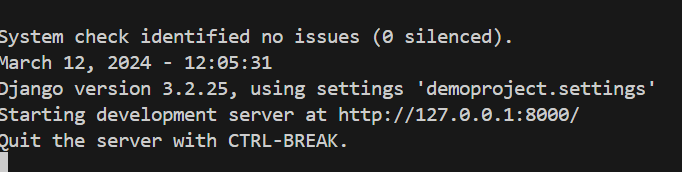 System check identified no issues (0 silenced).
March 12, 2024 - 12:05:31
Django version 3.2.25, using settings 'demoproject.settings'
Starting development server at http://127.0.0.1:8000/
Quit the server with CTRL-BREAK.